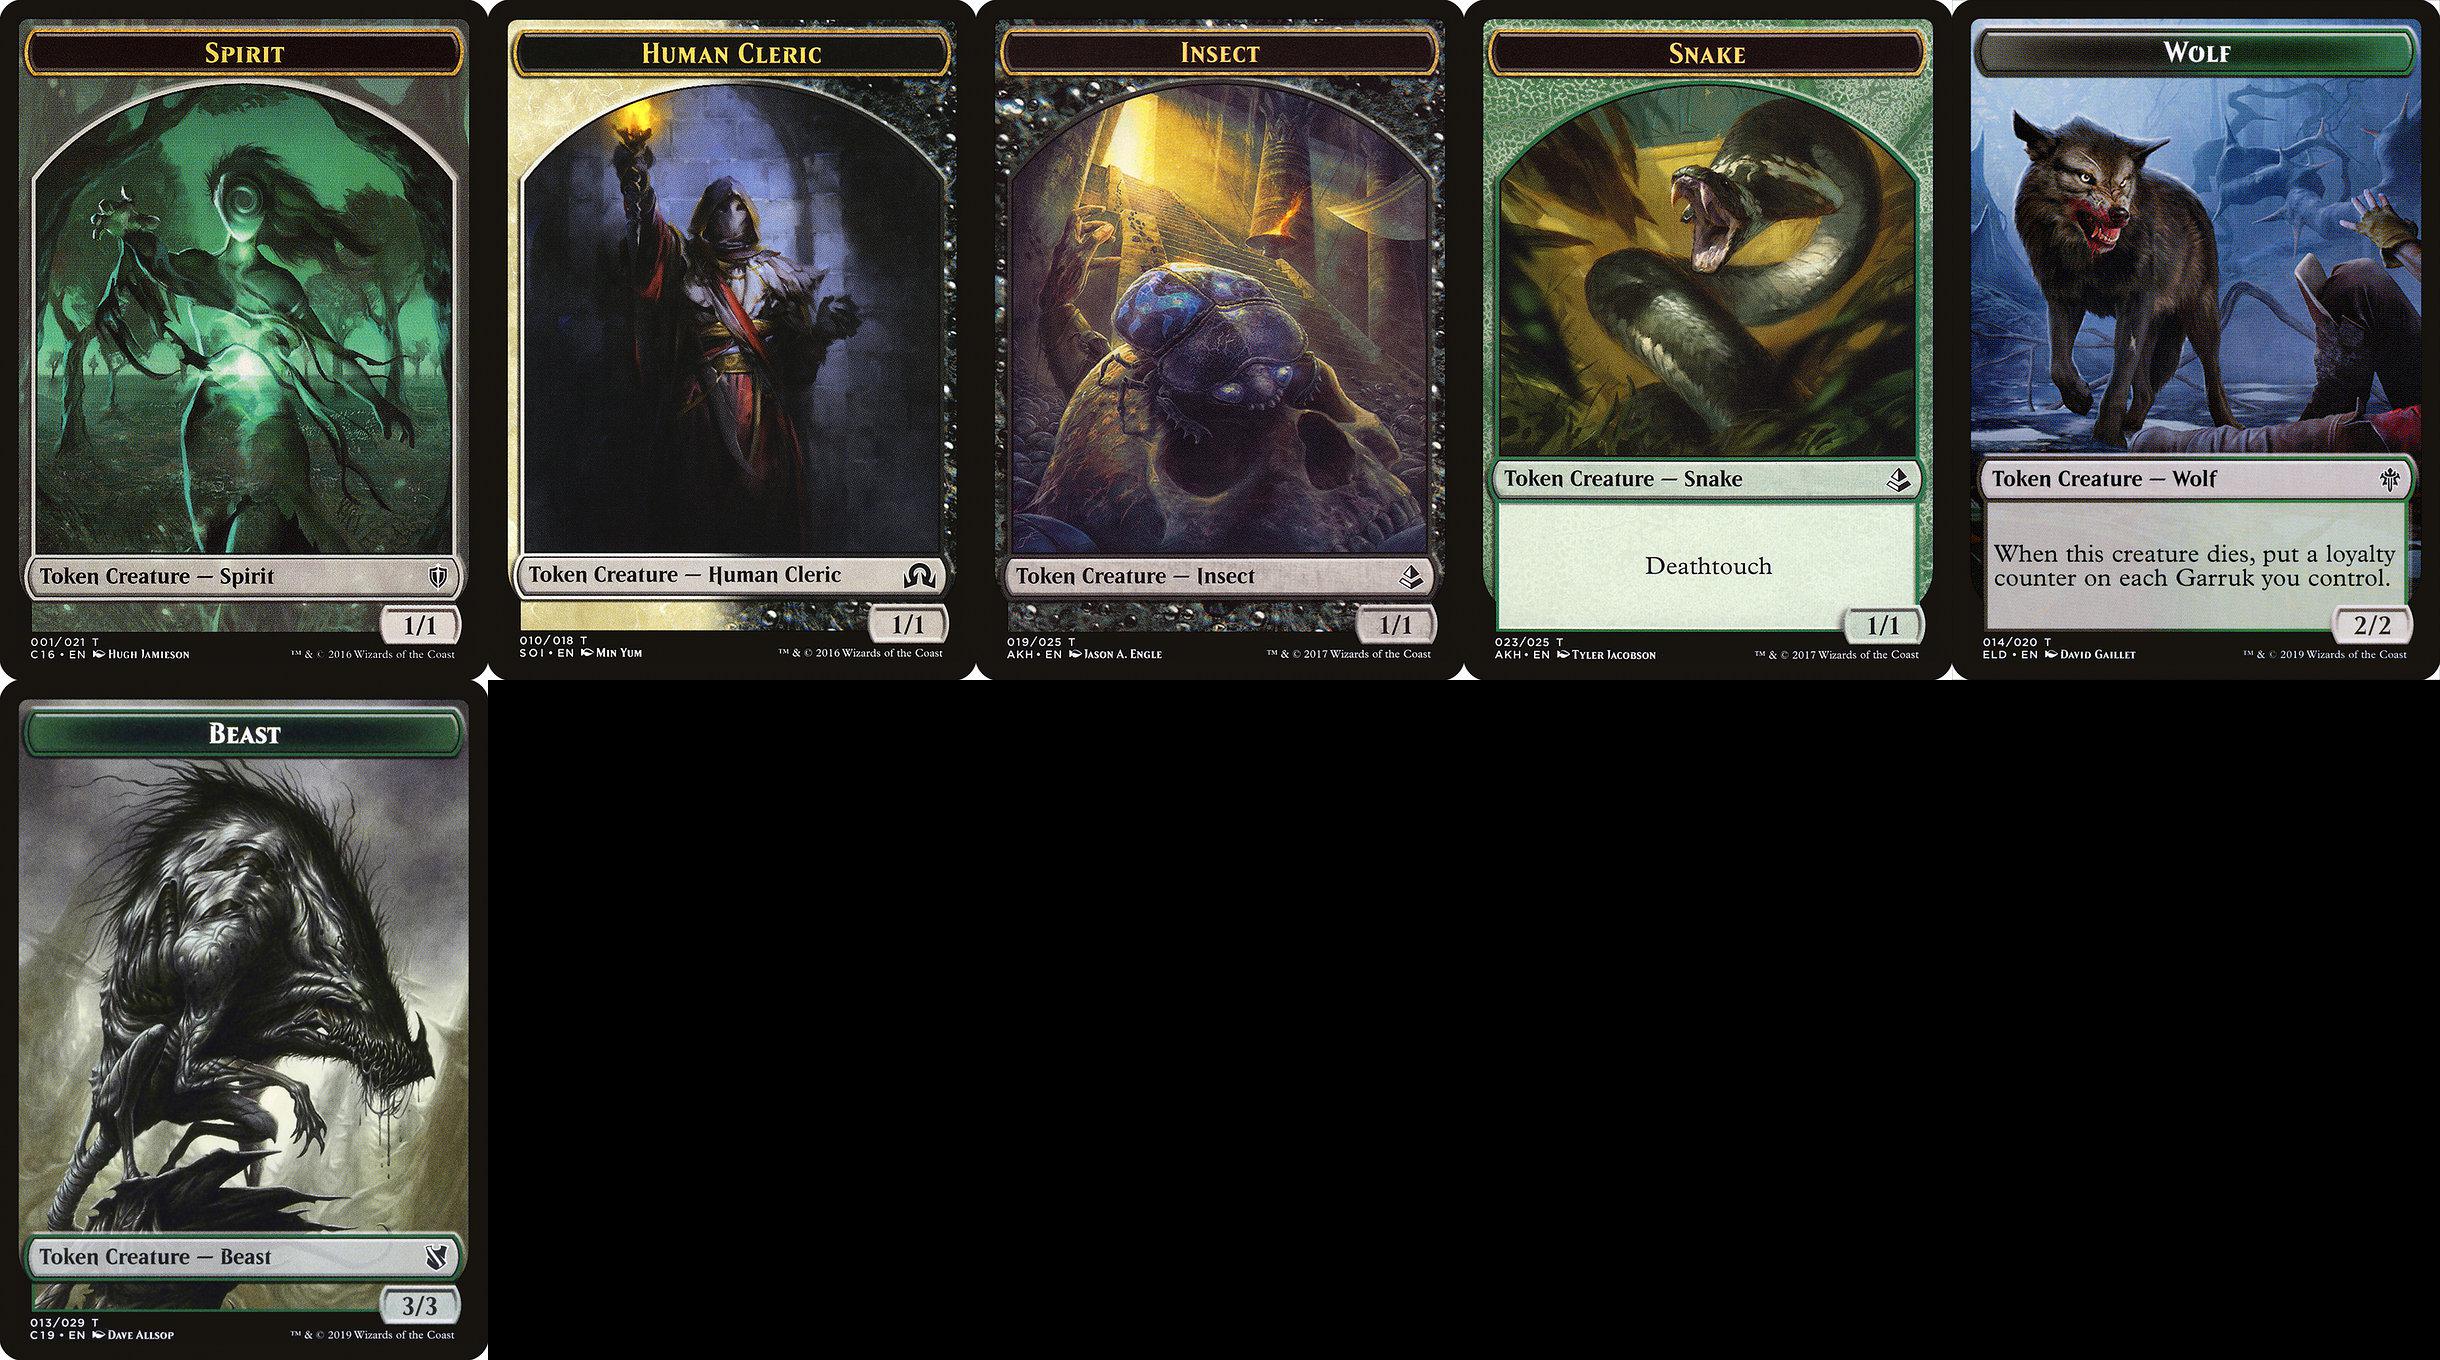 Spirit
Token Creature — Spirit
1/1
001/021 T
C16 • EN Hugh Jamieson
™ & © 2016 Wizards of the Coast
Human Cleric
Token Creature — Human Cleric
1/1
010/018 T
SOI • EN Min Yum
™ & © 2016 Wizards of the Coast
Insect
Token Creature — Insect
1/1
019/025 T
AKH • EN Jason A. Engle
™ & © 2017 Wizards of the Coast
Snake
Token Creature — Snake
Deathtouch
1/1
023/025 T
AKH • EN Tyler Jacobson
™ & © 2017 Wizards of the Coast
Wolf
Token Creature — Wolf
When this creature dies, put a loyalty
counter on each Garruk you control.
2/2
014/020 T
ELD • EN David Gaillet
™ & © 2019 Wizards of the Coast
Beast
Token Creature — Beast
3/3
013/029 T
C19 • EN Dave Allsop
™ & © 2019 Wizards of the Coast